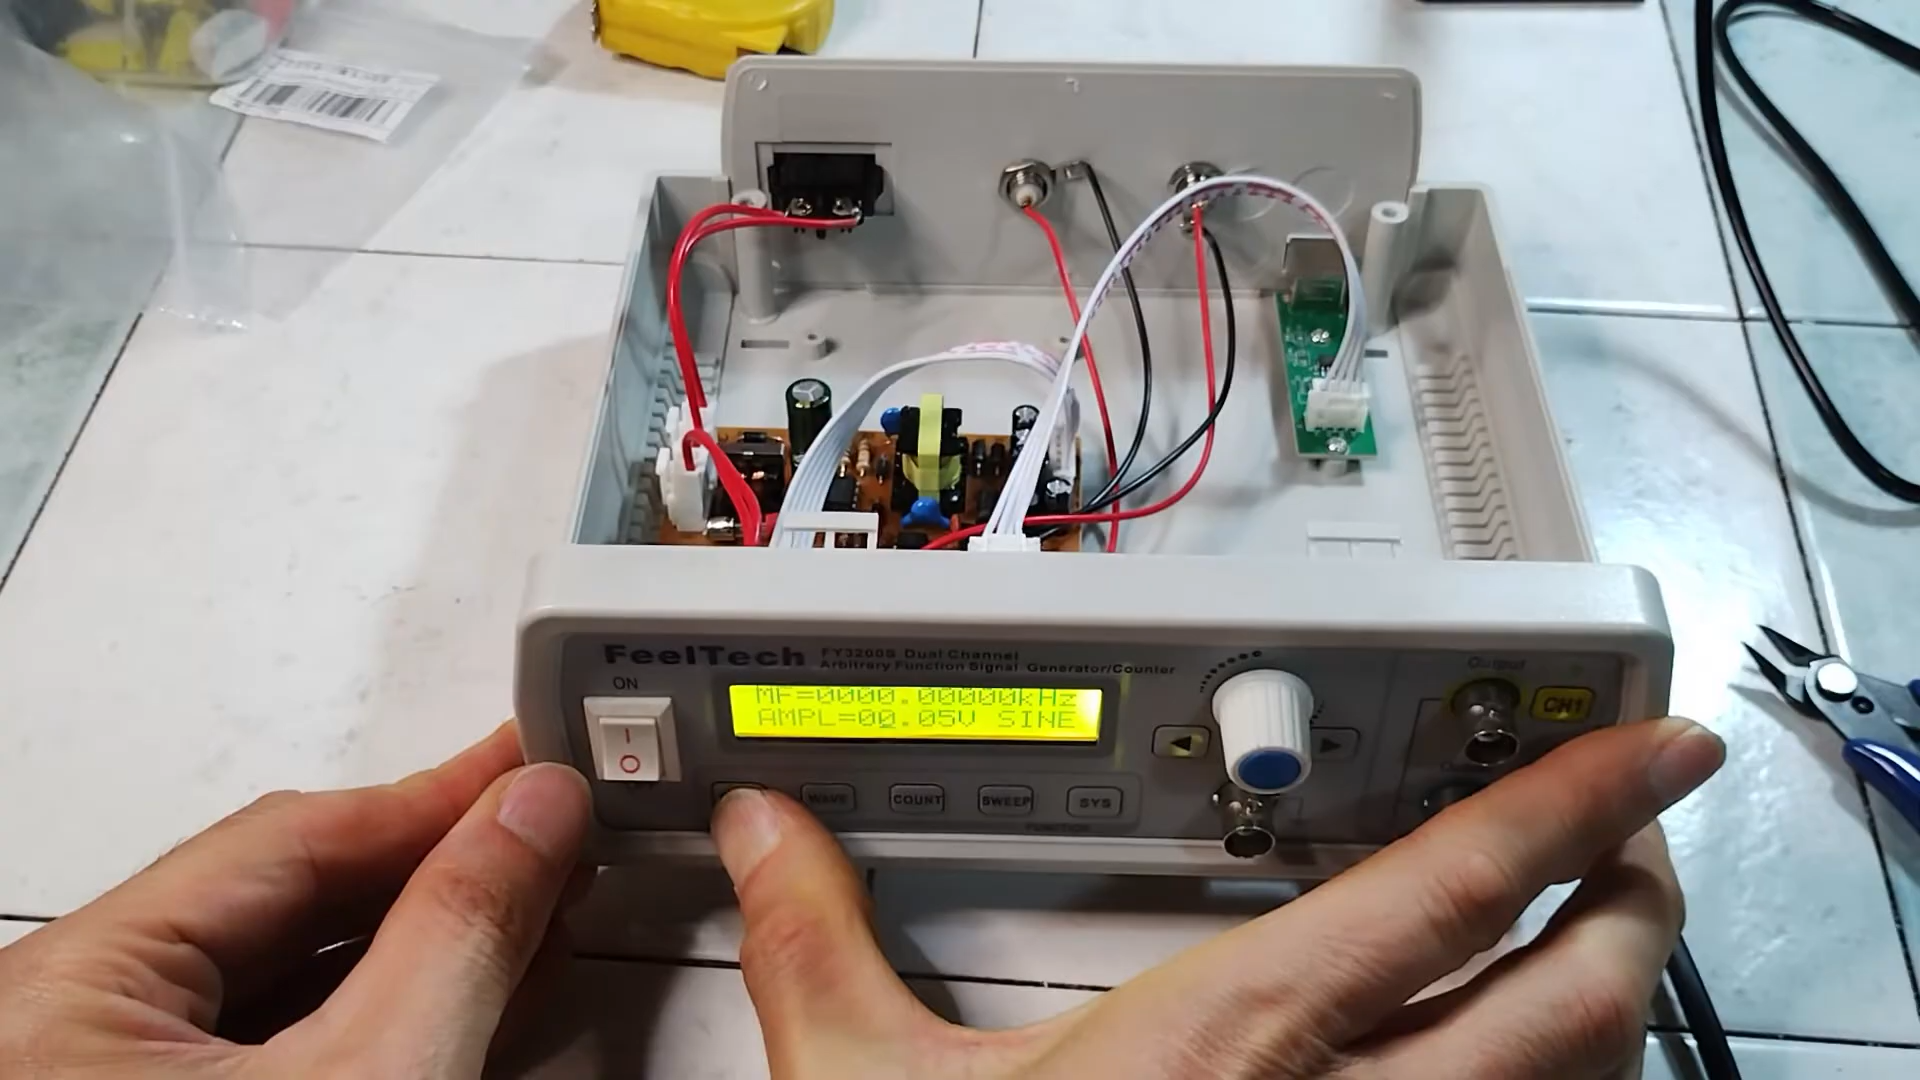 FeelTech
FY3200S Dual Channel
Arbitrary Function Signal Generator/Counter
ON
MF=0000.00000kHz
AMPL=00.05V SINE
WAVE
COUNT
SWEEP
SYS
FUNCTION
Output
CH1